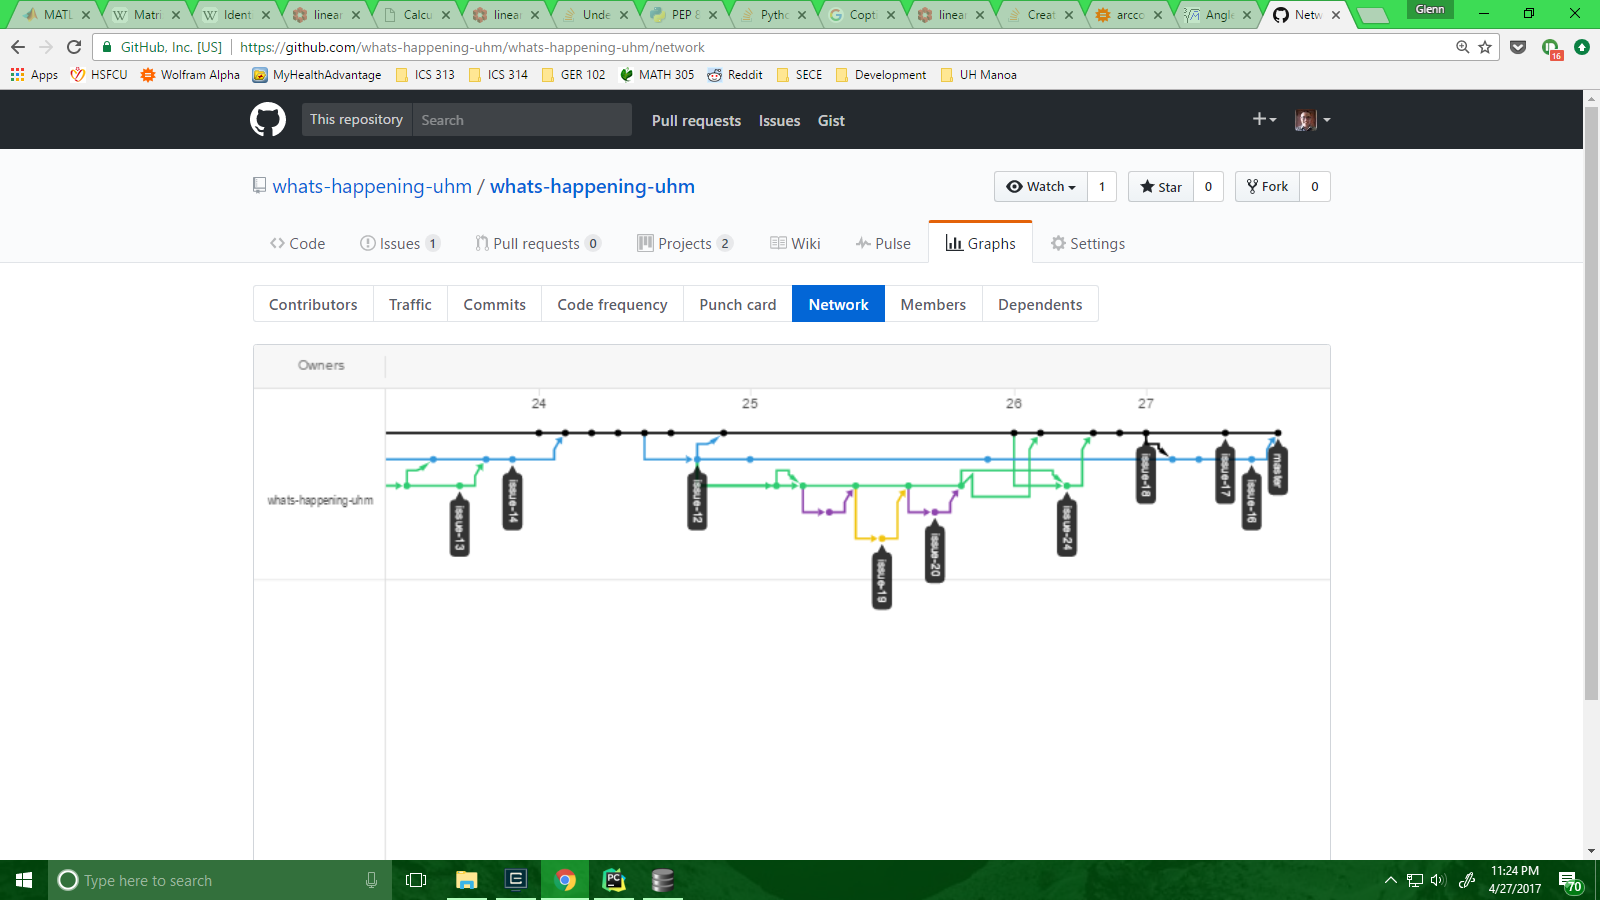 MATL
Matri
Identi
linear
Calcu
linear
Unde
PEP 8
Pytho
Copti
linear
Creat
arcco
Angle
Netw
Glenn
GitHub, Inc. [US] https://github.com/whats-happening-uhm/whats-happening-uhm/network
16
Apps HSFCU Wolfram Alpha MyHealthAdvantage ICS 313 ICS 314 GER 102 MATH 305 Reddit SECE Development UH Manoa
This repository Search Pull requests Issues Gist
whats-happening-uhm / whats-happening-uhm
Watch 1 Star 0 Fork 0
Code Issues 1 Pull requests 0 Projects 2 Wiki Pulse Graphs Settings
Contributors Traffic Commits Code frequency Punch card Network Members Dependents
Owners
24 25 26 27
whats-happening-uhm
issue-13
issue-14
issue-12
issue-19
issue-20
issue-24
issue-18
issue-17
issue-16
master
Type here to search
PC
11:24 PM
4/27/2017
70